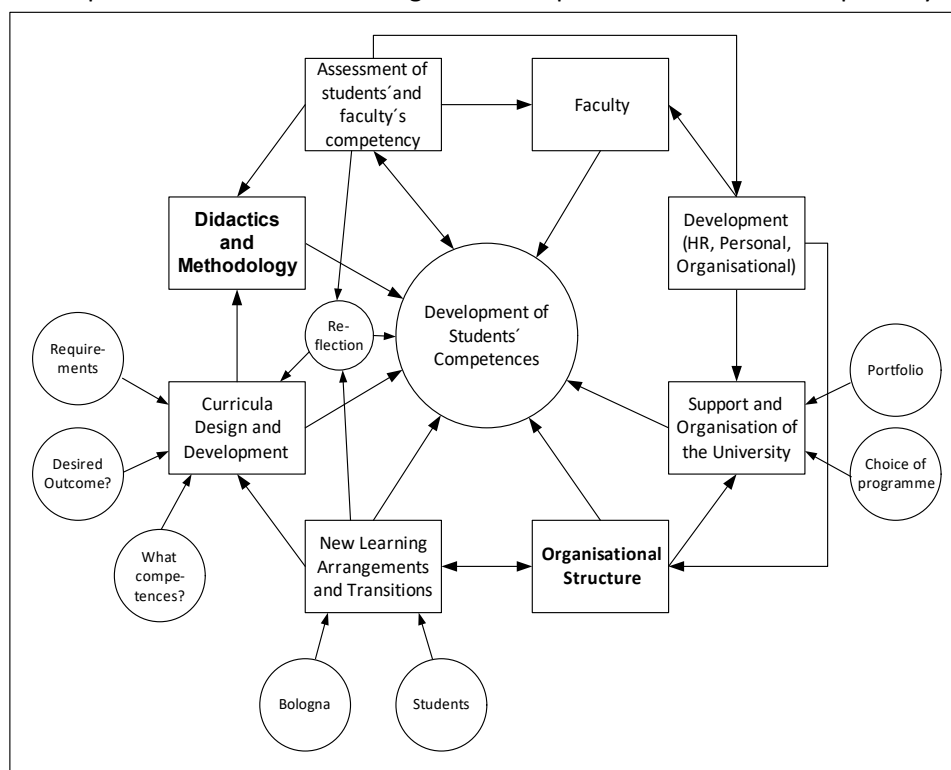 Assessment of
students´and
faculty´s
competency
Faculty
Didactics
and
Methodology
Development
(HR, Personal,
Organisational)
Re-
flection
Development of
Students´
Competences
Require-
ments
Curricula
Design and
Development
Support and
Organisation of
the University
Portfolio
Desired
Outcome?
Choice of
programme
What
compe-
tences?
New Learning
Arrangements
and Transitions
Organisational
Structure
Bologna
Students